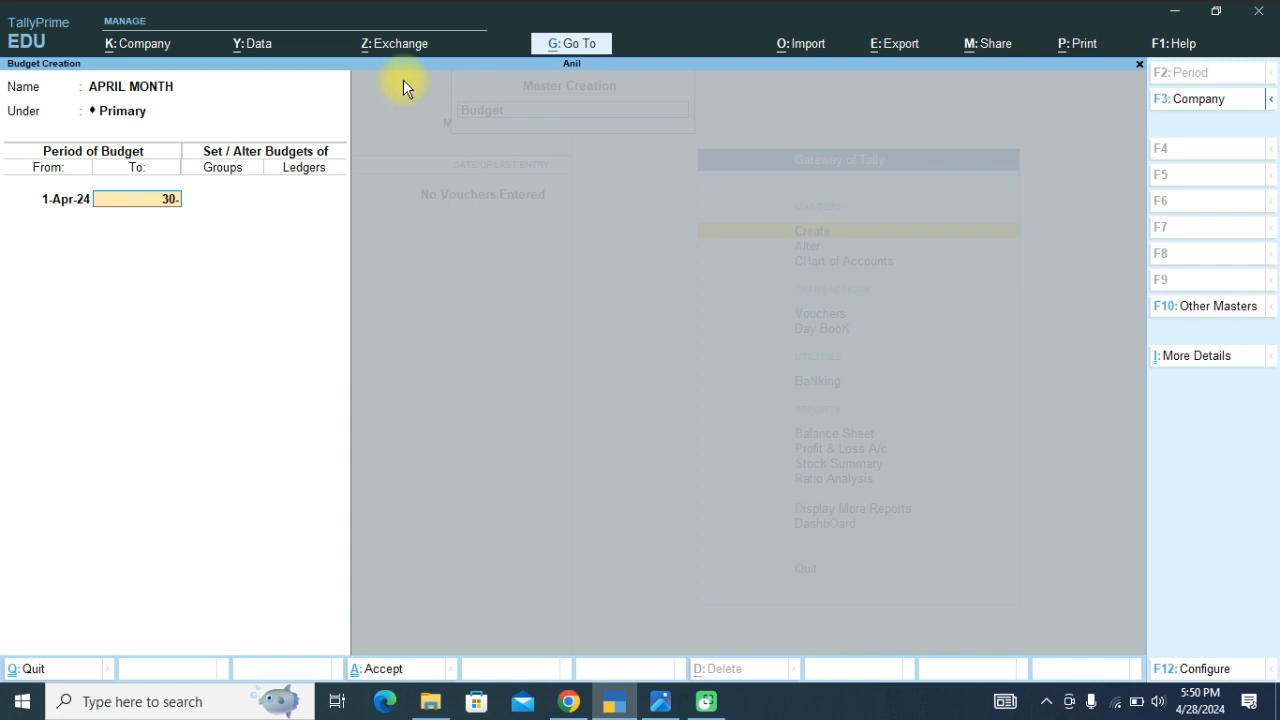 TallyPrime
EDU
MANAGE
K: Company
Y: Data
Z: Exchange
G: Go To
O: Import
E: Export
M: Share
P: Print
F1: Help
Budget Creation
Anil
Name : APRIL MONTH
Under : ♦ Primary
Period of Budget
Set / Alter Budgets of
From:
To:
Groups
Ledgers
1-Apr-24
30-
Master Creation
Budget
M
DATE OF LAST ENTRY
No Vouchers Entered
Gateway of Tally
MASTERS
Create
Alter
CHart of Accounts
TRANSACTIONS
Vouchers
Day BooK
UTILITIES
BaNking
REPORTS
Balance Sheet
Profit & Loss A/c
Stock Summary
Ratio Analysis
Display More Reports
DashbOard
Quit
F2: Period
F3: Company
F4
F5
F6
F7
F8
F9
F10: Other Masters
I: More Details
Q: Quit
A: Accept
D: Delete
F12: Configure
Type here to search
5:50 PM
4/28/2024